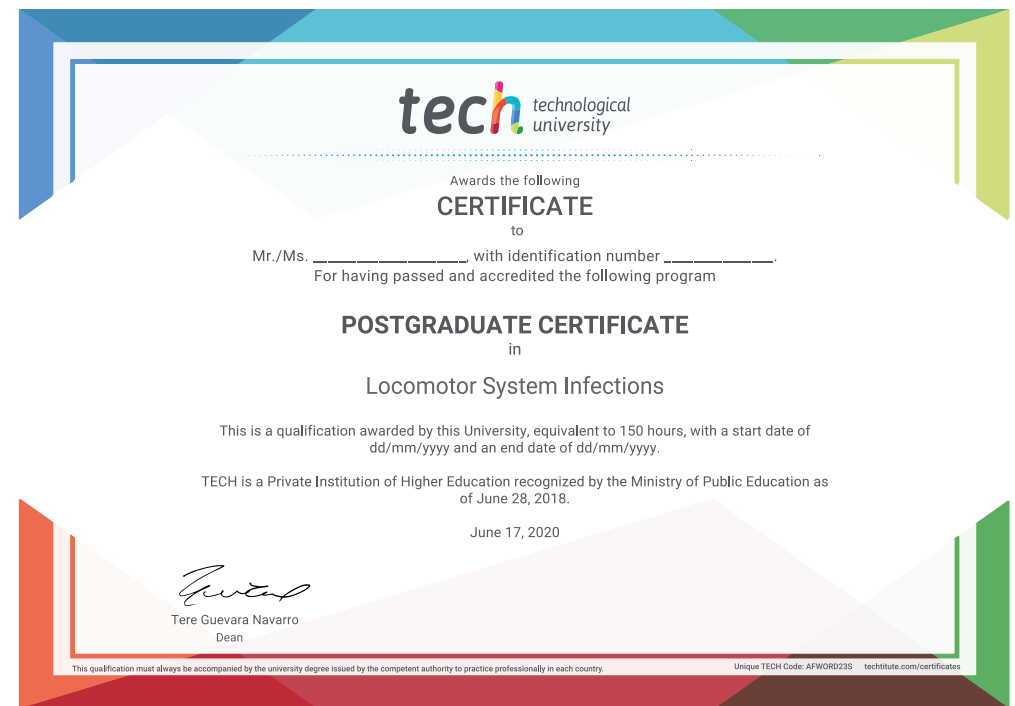 tech technological
university
Awards the following
CERTIFICATE
to
Mr./Ms. __________________, with identification number _____________.
For having passed and accredited the following program
POSTGRADUATE CERTIFICATE
in
Locomotor System Infections
This is a qualification awarded by this University, equivalent to 150 hours, with a start date of
dd/mm/yyyy and an end date of dd/mm/yyyy.
TECH is a Private Institution of Higher Education recognized by the Ministry of Public Education as
of June 28, 2018.
June 17, 2020
Tere Guevara Navarro
Dean
This qualification must always be accompanied by the university degree issued by the competent authority to practice professionally in each country.
Unique TECH Code: AFWORD23S techtitute.com/certificates